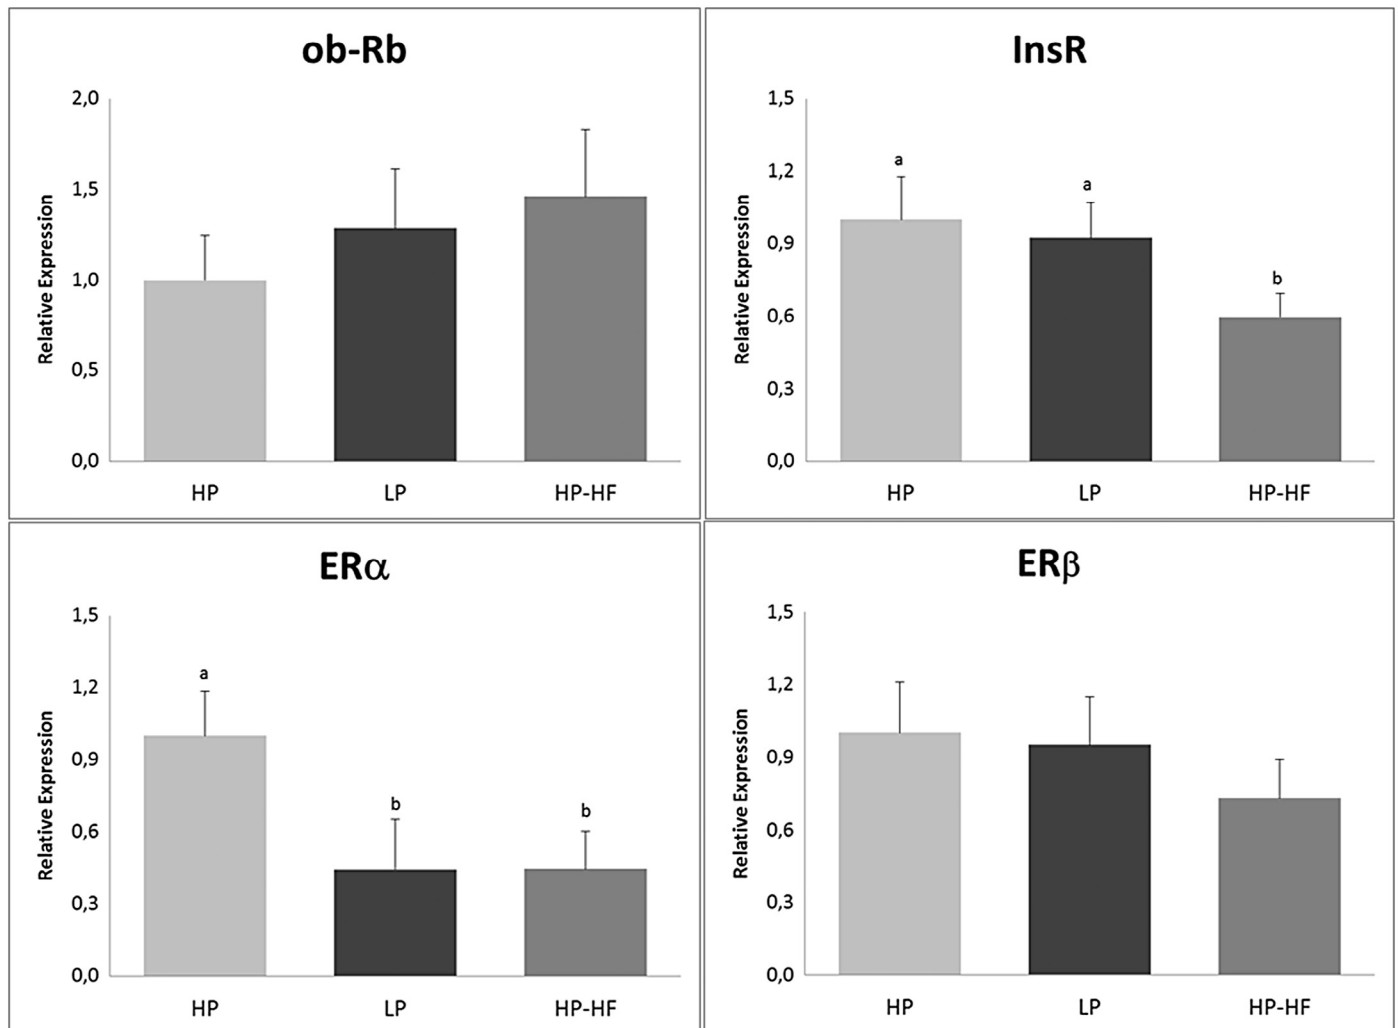 ob-Rb
2,0
1,5
1,0
0,5
0,0
Relative Expression
HP LP HP-HF
InsR
1,5
1,2
0,9
0,6
0,3
0,0
Relative Expression
a a b
HP LP HP-HF
ERα
1,5
1,2
0,9
0,6
0,3
0,0
Relative Expression
a b b
HP LP HP-HF
ERβ
1,5
1,2
0,9
0,6
0,3
0,0
Relative Expression
HP LP HP-HF